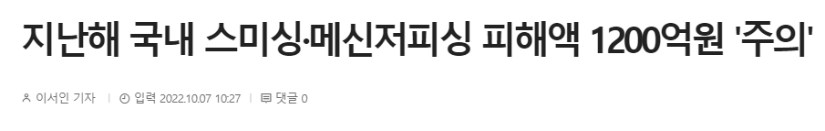 지난해 국내 스미싱·메신저피싱 피해액 1200억원 '주의'
이서인 기자 | 입력 2022.10.07 10:27 | 댓글 0